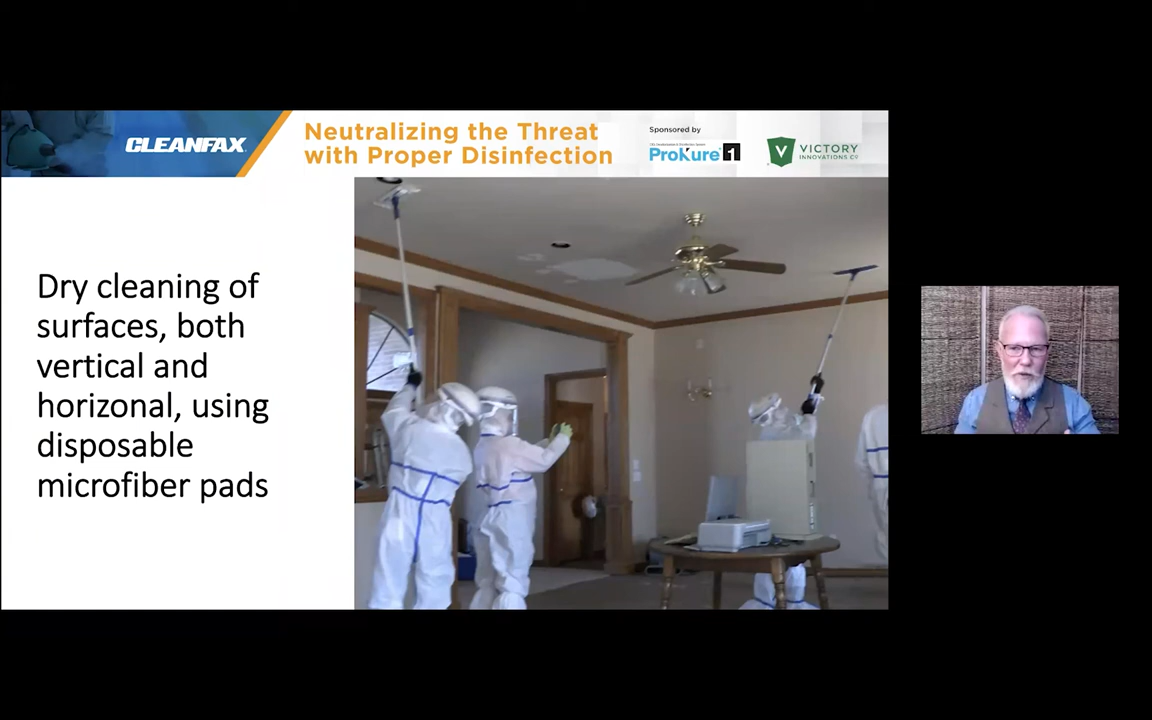 CLEANFAX
Neutralizing the Threat
with Proper Disinfection
Sponsored by
ProKure 1
V VICTORY
INNOVATIONS CO
Dry cleaning of
surfaces, both
vertical and
horizonal, using
disposable
microfiber pads